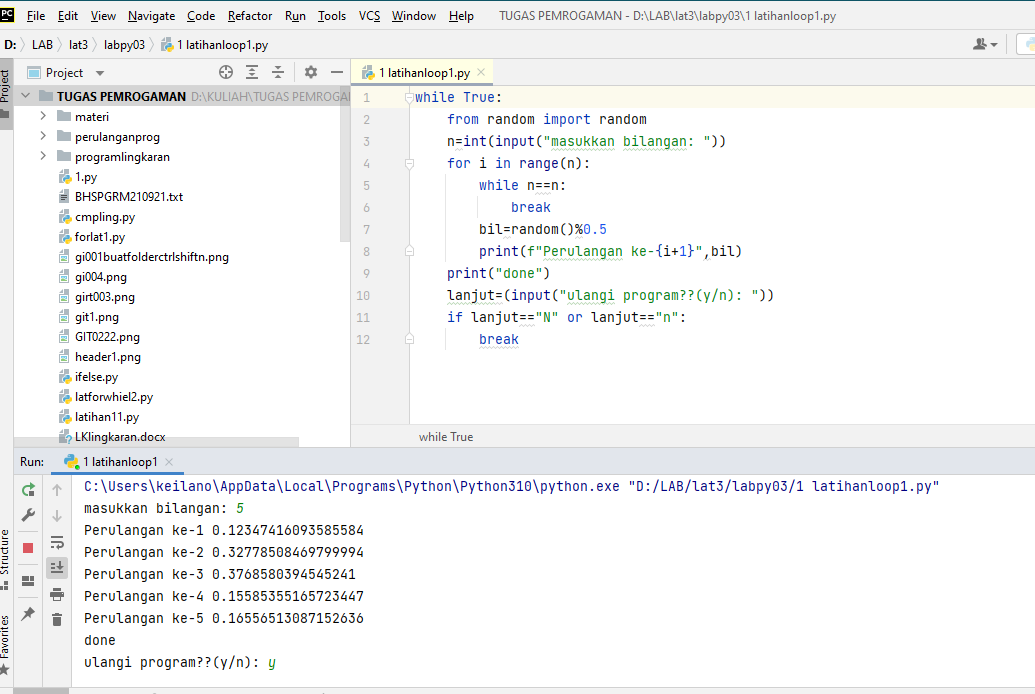 PC File Edit View Navigate Code Refactor Run Tools VCS Window Help TUGAS PEMROGAMAN - D:\LAB\lat3\labpy03\1 latihanloop1.py
D: LAB lat3 labpy03 1 latihanloop1.py
Project
Project
1 latihanloop1.py
TUGAS PEMROGAMAN D:\KULIAH\TUGAS PEMROGA
materi
perulanganprog
programlingkaran
1.py
BHSPGRM210921.txt
cmpling.py
forlat1.py
gi001buatfolderctrlshiftn.png
gi004.png
girt003.png
git1.png
GIT0222.png
header1.png
ifelse.py
latforwhiel2.py
latihan11.py
LKlingkaran.docx
1 while True:
2 from random import random
3 n=int(input("masukkan bilangan: "))
4 for i in range(n):
5 while n==n:
6 break
7 bil=random()%0.5
8 print(f"Perulangan ke-{i+1}",bil)
9 print("done")
10 lanjut=(input("ulangi program??(y/n): "))
11 if lanjut=="N" or lanjut=="n":
12 break
while True
Run: 1 latihanloop1
C:\Users\keilano\AppData\Local\Programs\Python\Python310\python.exe "D:/LAB/lat3/labpy03/1 latihanloop1.py"
masukkan bilangan: 5
Perulangan ke-1 0.12347416093585584
Perulangan ke-2 0.32778508469799994
Perulangan ke-3 0.3768580394545241
Perulangan ke-4 0.15585355165723447
Perulangan ke-5 0.16556513087152636
done
ulangi program??(y/n): y
Structure
Favorites